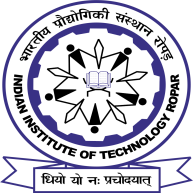 भारतीय प्रौद्योगिकी संस्थान रोपड़
INDIAN INSTITUTE OF TECHNOLOGY ROPAR
धियो यो नः प्रचोदयात्